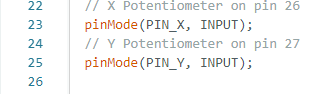 22 // X Potentiometer on pin 26
23 pinMode(PIN_X, INPUT);
24 // Y Potentiometer on pin 27
25 pinMode(PIN_Y, INPUT);
26